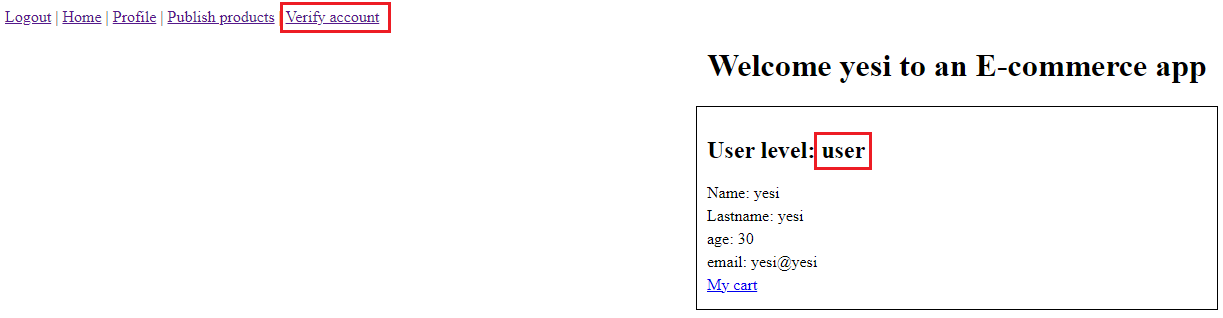 Logout | Home | Profile | Publish products Verify account
Welcome yesi to an E-commerce app
User level: user
Name: yesi
Lastname: yesi
age: 30
email: yesi@yesi
My cart